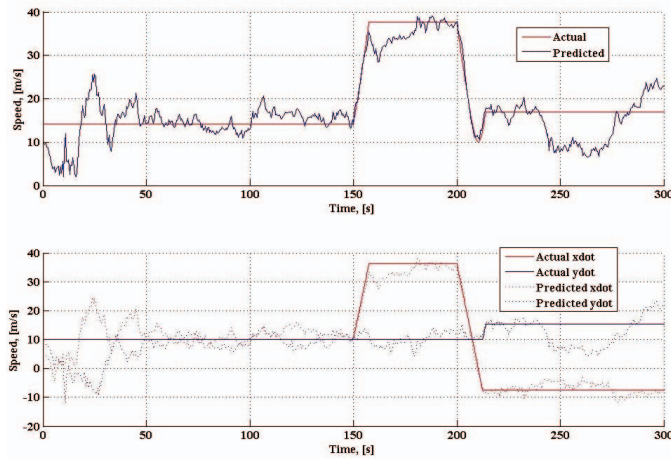 40
30
20
10
0
Speed, [m/s]
0 50 100 150 200 250 300
Time, [s]
Actual
Predicted
40
30
20
10
0
-10
-20
Speed, [m/s]
0 50 100 150 200 250 300
Time, [s]
Actual xdot
Actual ydot
Predicted xdot
Predicted ydot